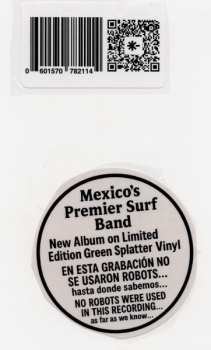 0 601570 782114
Mexico's
Premier Surf
Band
New Album on Limited
Edition Green Splatter Vinyl
EN ESTA GRABACIÓN NO
SE USARON ROBOTS...
hasta donde sabemos...
NO ROBOTS WERE USED
IN THIS RECORDING...
as far as we know...